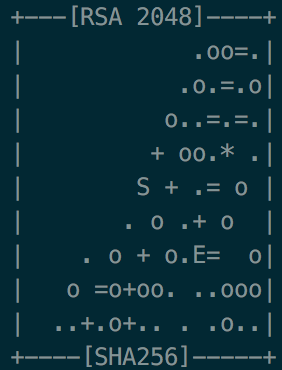 +---[RSA 2048]----+
|             .oo=.|
|            .o.=.o|
|           o..=.=.|
|          + oo.* .|
|         S + .= o |
|        . o .+ o  |
|     . o + o.E=  o|
|    o =o+oo. ..ooo|
|   ..+.o+.. . .o..|
+----[SHA256]-----+